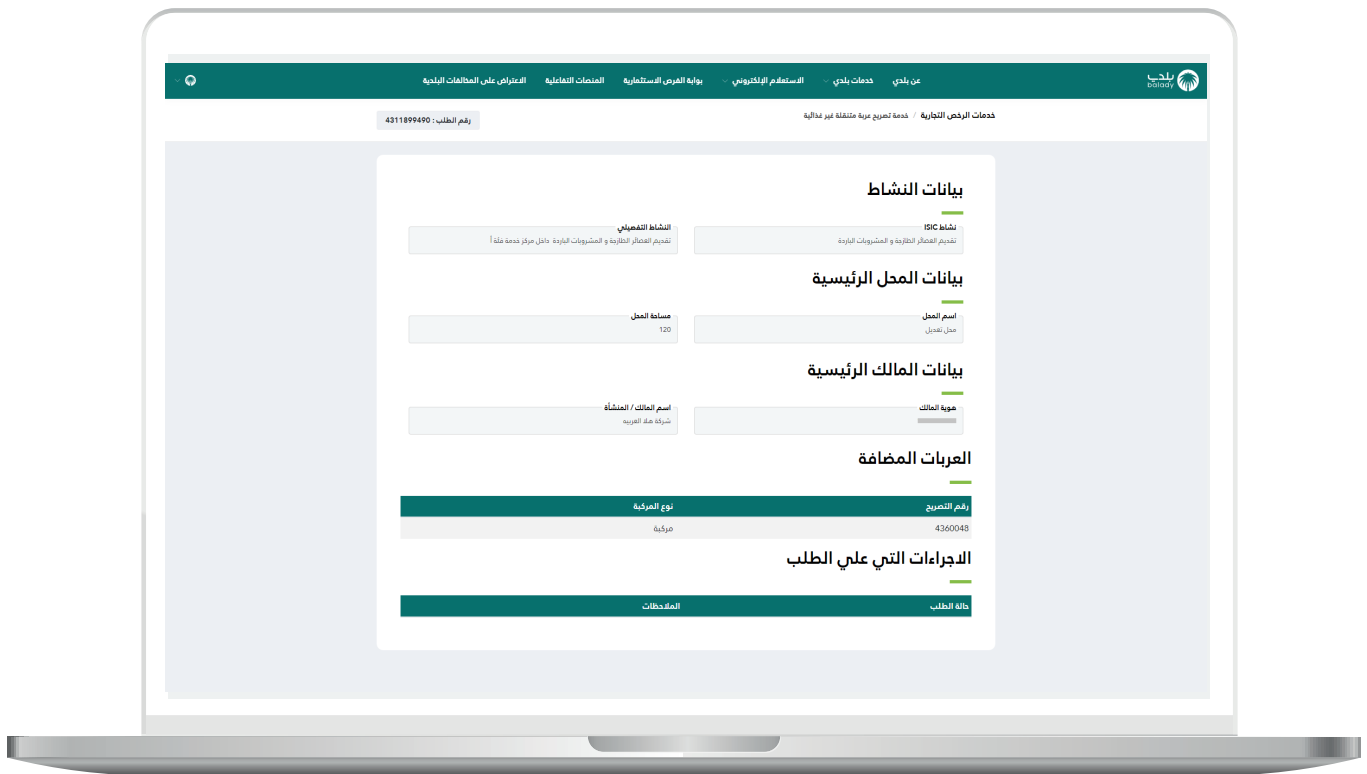 بلدي
balady
عن بلدي
خدمات بلدي
الاستعلام الإلكتروني
بوابة الفرص الاستثمارية
المنصات التفاعلية
الاعتراض على المخالفات البلدية
خدمات الرخص التجارية / خدمة تصريح عربة متنقلة غير غذائية
رقم الطلب : 4311899490
بيانات النشاط
نشاط ISIC
تقديم العصائر الطازجة و المشروبات الباردة
النشاط التفصيلي
تقديم العصائر الطازجة و المشروبات الباردة داخل مركز خدمة فئة أ
بيانات المحل الرئيسية
اسم المحل
محل تعديل
مساحة المحل
120
بيانات المالك الرئيسية
هوية المالك
اسم المالك / المنشأة
شركة هلا العربيه
العربات المضافة
رقم التصريح
نوع المركبة
4360048
مركبة
الاجراءات التي علي الطلب
حالة الطلب
الملاحظات